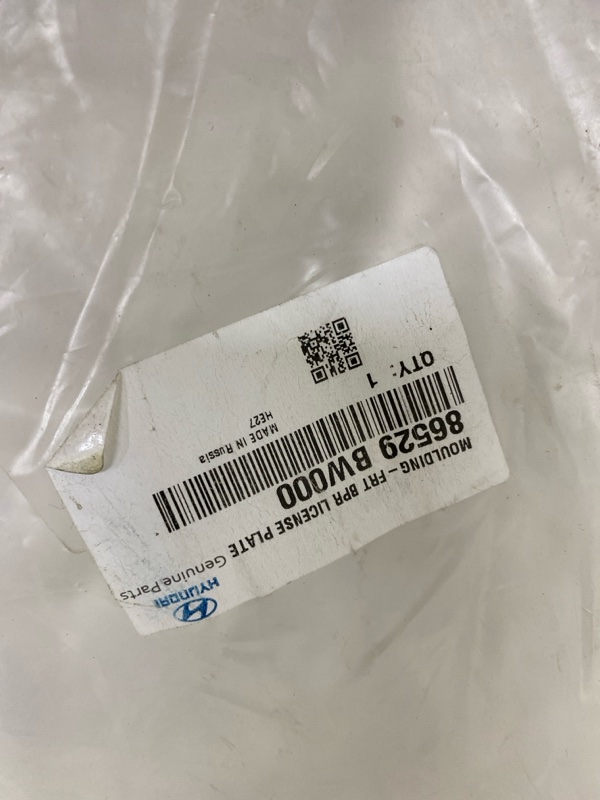 HYUNDAI
Genuine Parts
MOULDING - FRT BPR LICENSE PLATE
86529 BW000
QTY: 1
MADE IN Russia
HE27